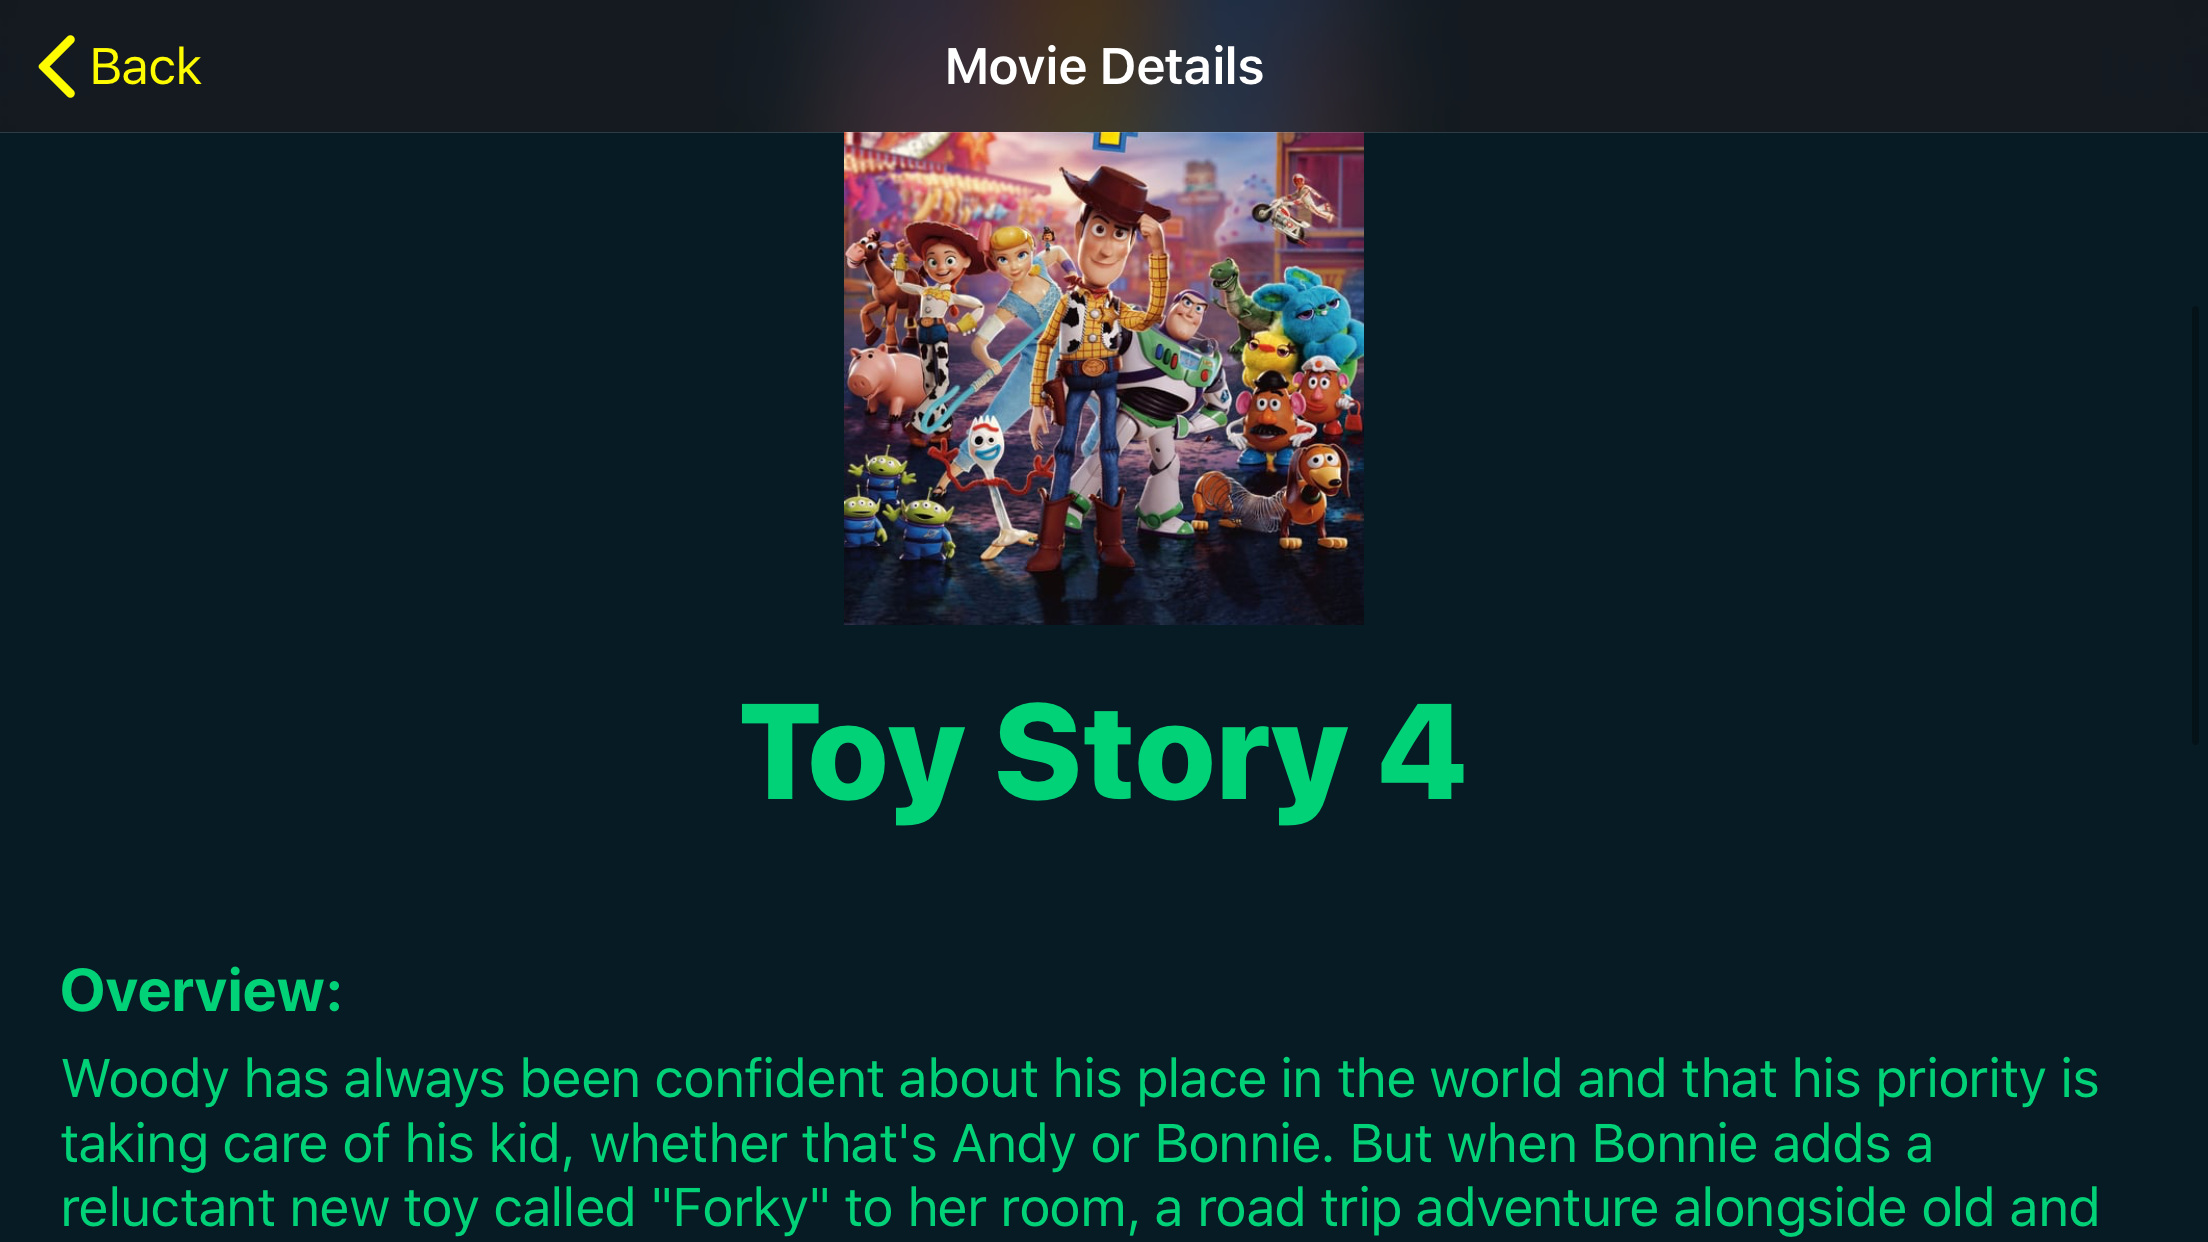 Back
Movie Details
Toy Story 4
Overview:
Woody has always been confident about his place in the world and that his priority is
taking care of his kid, whether that's Andy or Bonnie. But when Bonnie adds a
reluctant new toy called "Forky" to her room, a road trip adventure alongside old and